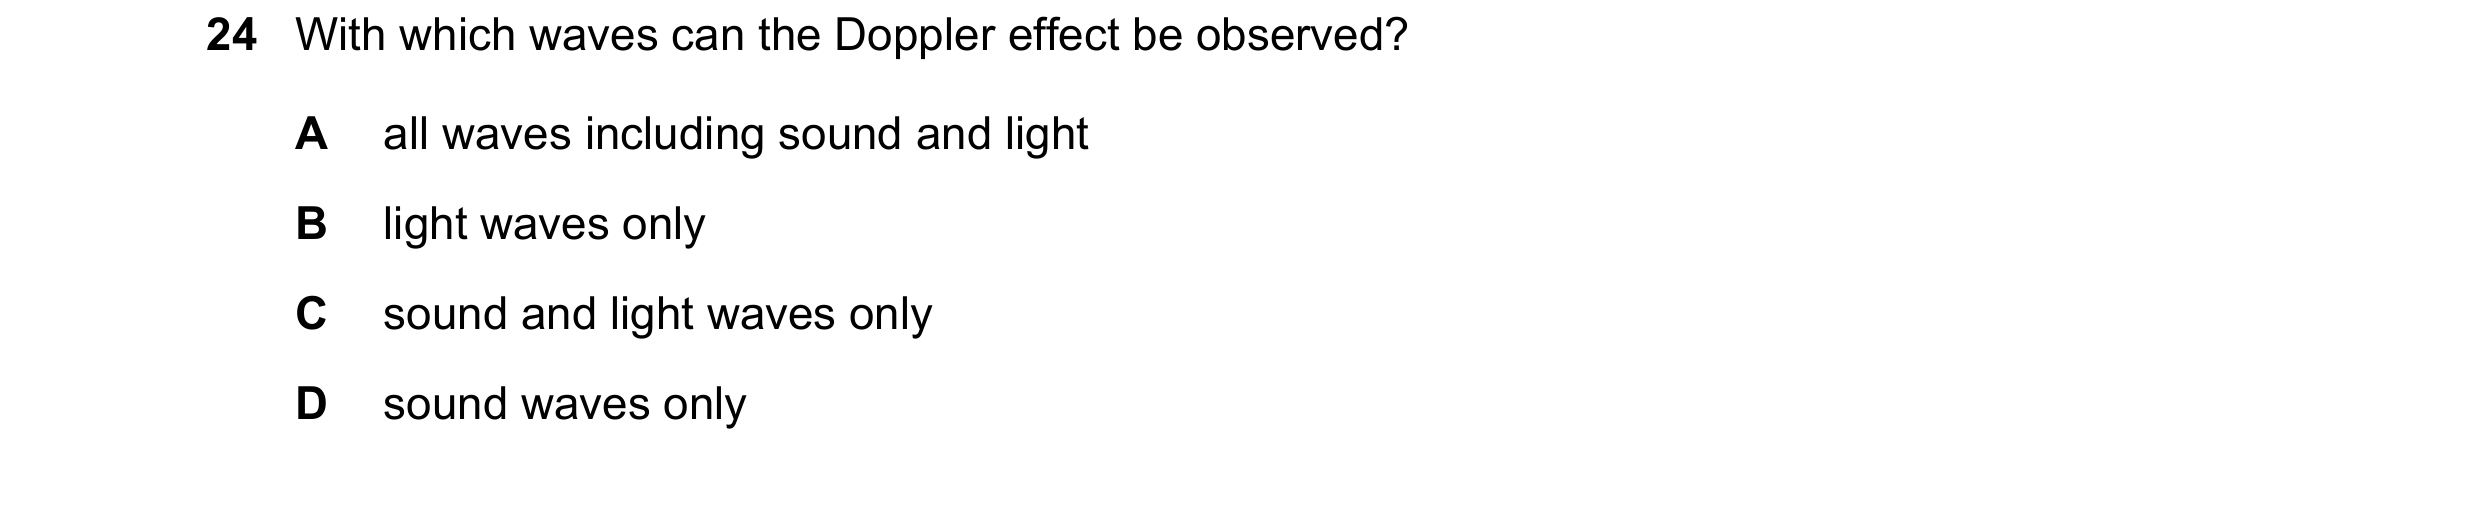 24 With which waves can the Doppler effect be observed?
A all waves including sound and light
B light waves only
C sound and light waves only
D sound waves only